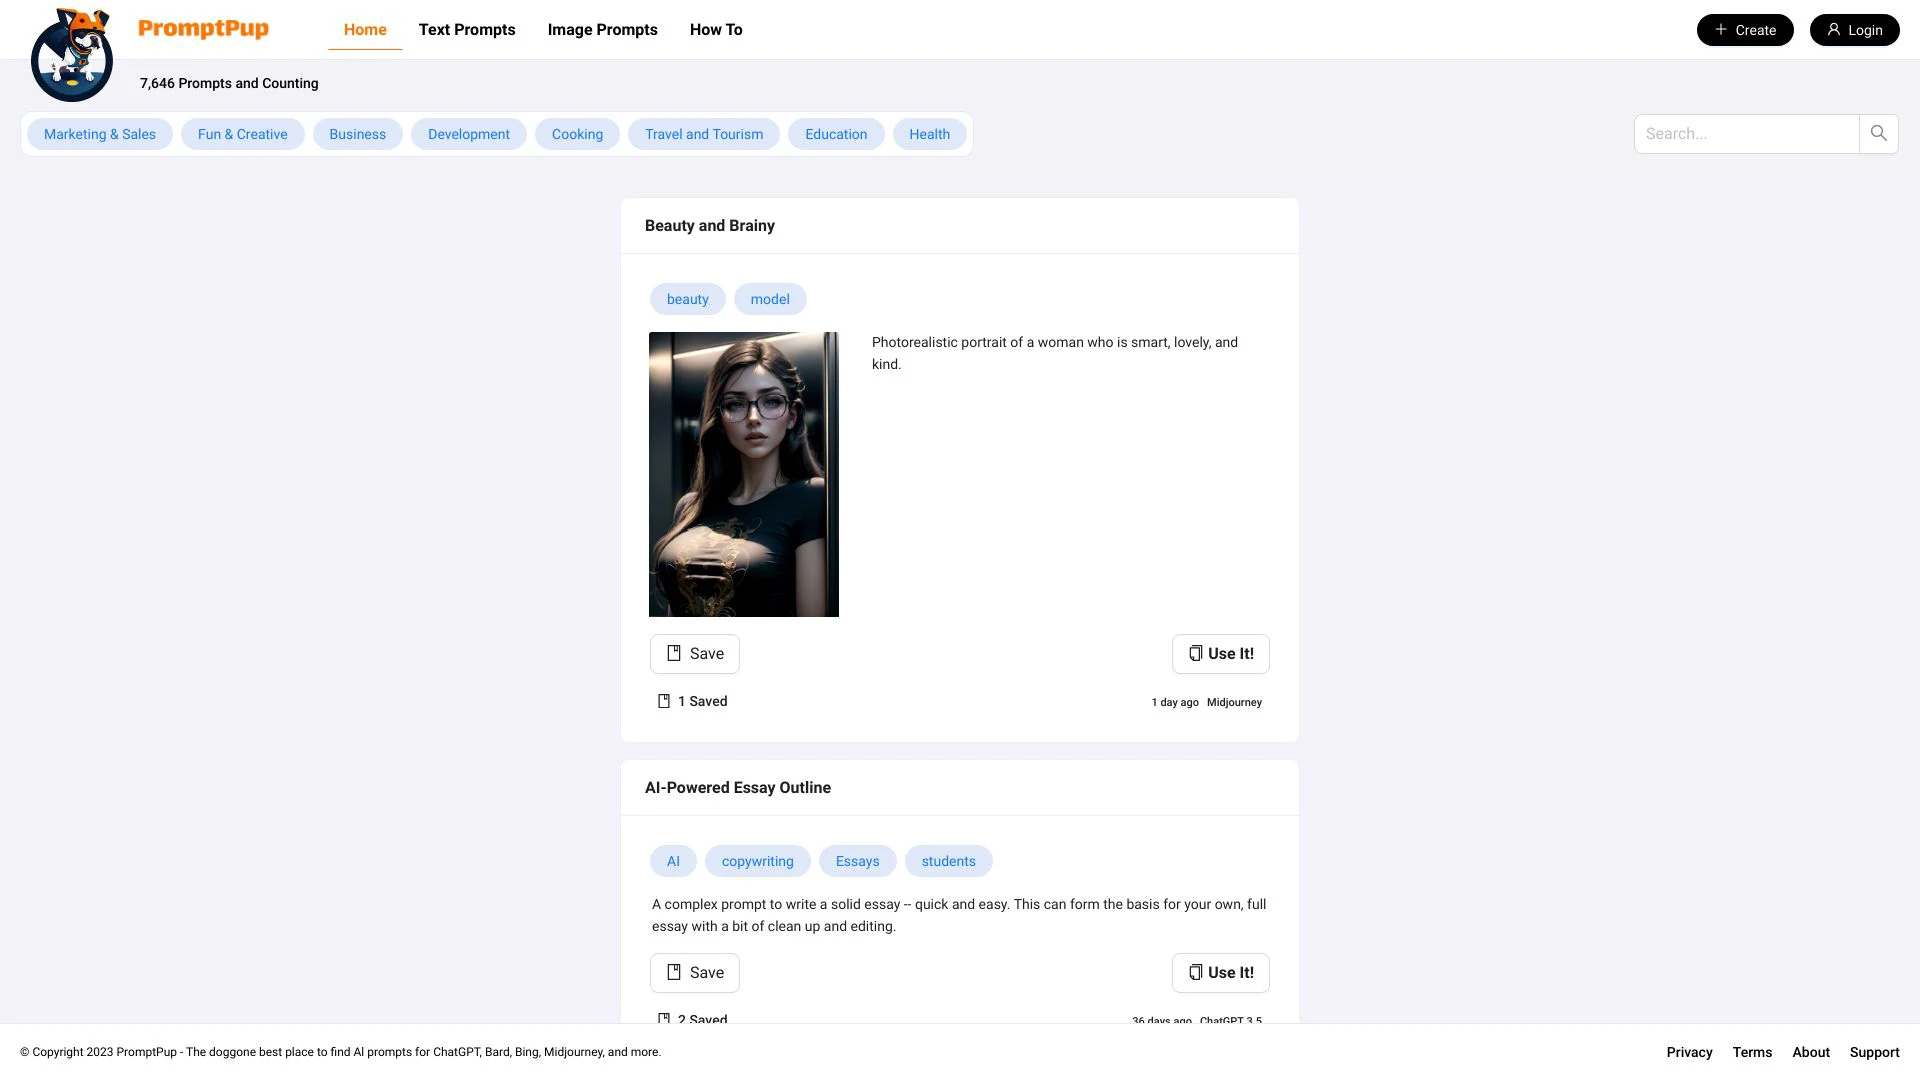 PromptPup
Home
Text Prompts
Image Prompts
How To
Create
Login
7,646 Prompts and Counting
Marketing & Sales
Fun & Creative
Business
Development
Cooking
Travel and Tourism
Education
Health
Search...
Beauty and Brainy
beauty
model
Photorealistic portrait of a woman who is smart, lovely, and
kind.
Save
Use It!
1 Saved
1 day ago
Midjourney
AI-Powered Essay Outline
AI
copywriting
Essays
students
A complex prompt to write a solid essay -- quick and easy. This can form the basis for your own, full
essay with a bit of clean up and editing.
Save
Use It!
2 Saved
36 days ago
ChatGPT 3.5
© Copyright 2023 PromptPup - The doggone best place to find AI prompts for ChatGPT, Bard, Bing, Midjourney, and more.
Privacy
Terms
About
Support